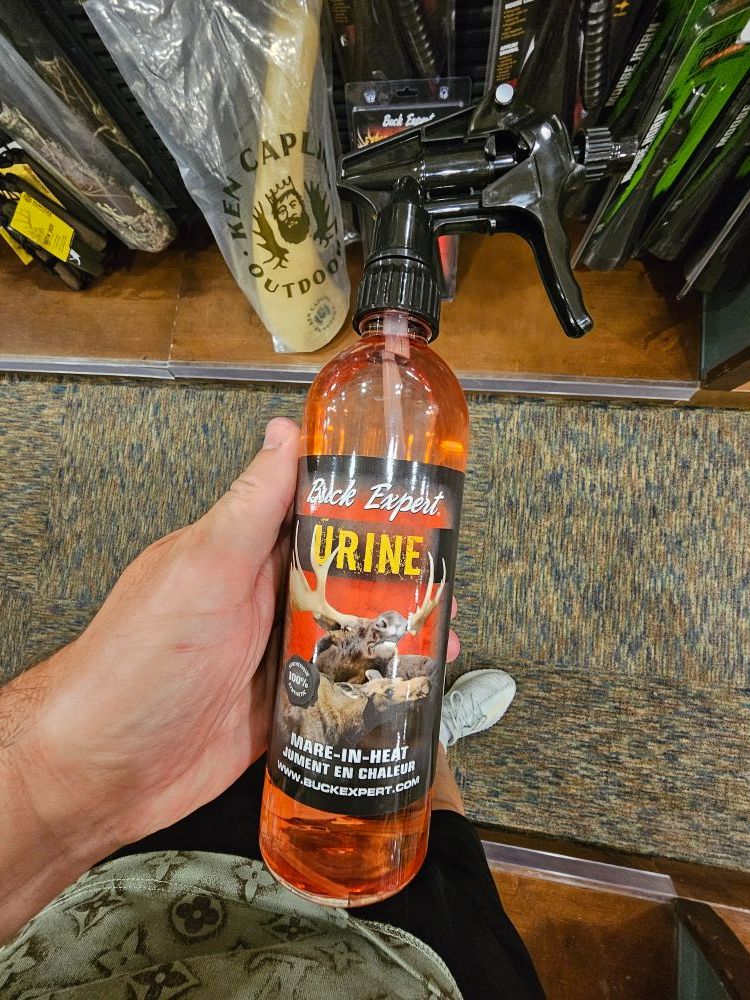 KEN CAPL
OUTDOO
Buck Expert
Buck Expert
URINE
100%
MARE-IN-HEAT
JUMENT EN CHALEUR
WWW.BUCKEXPERT.COM